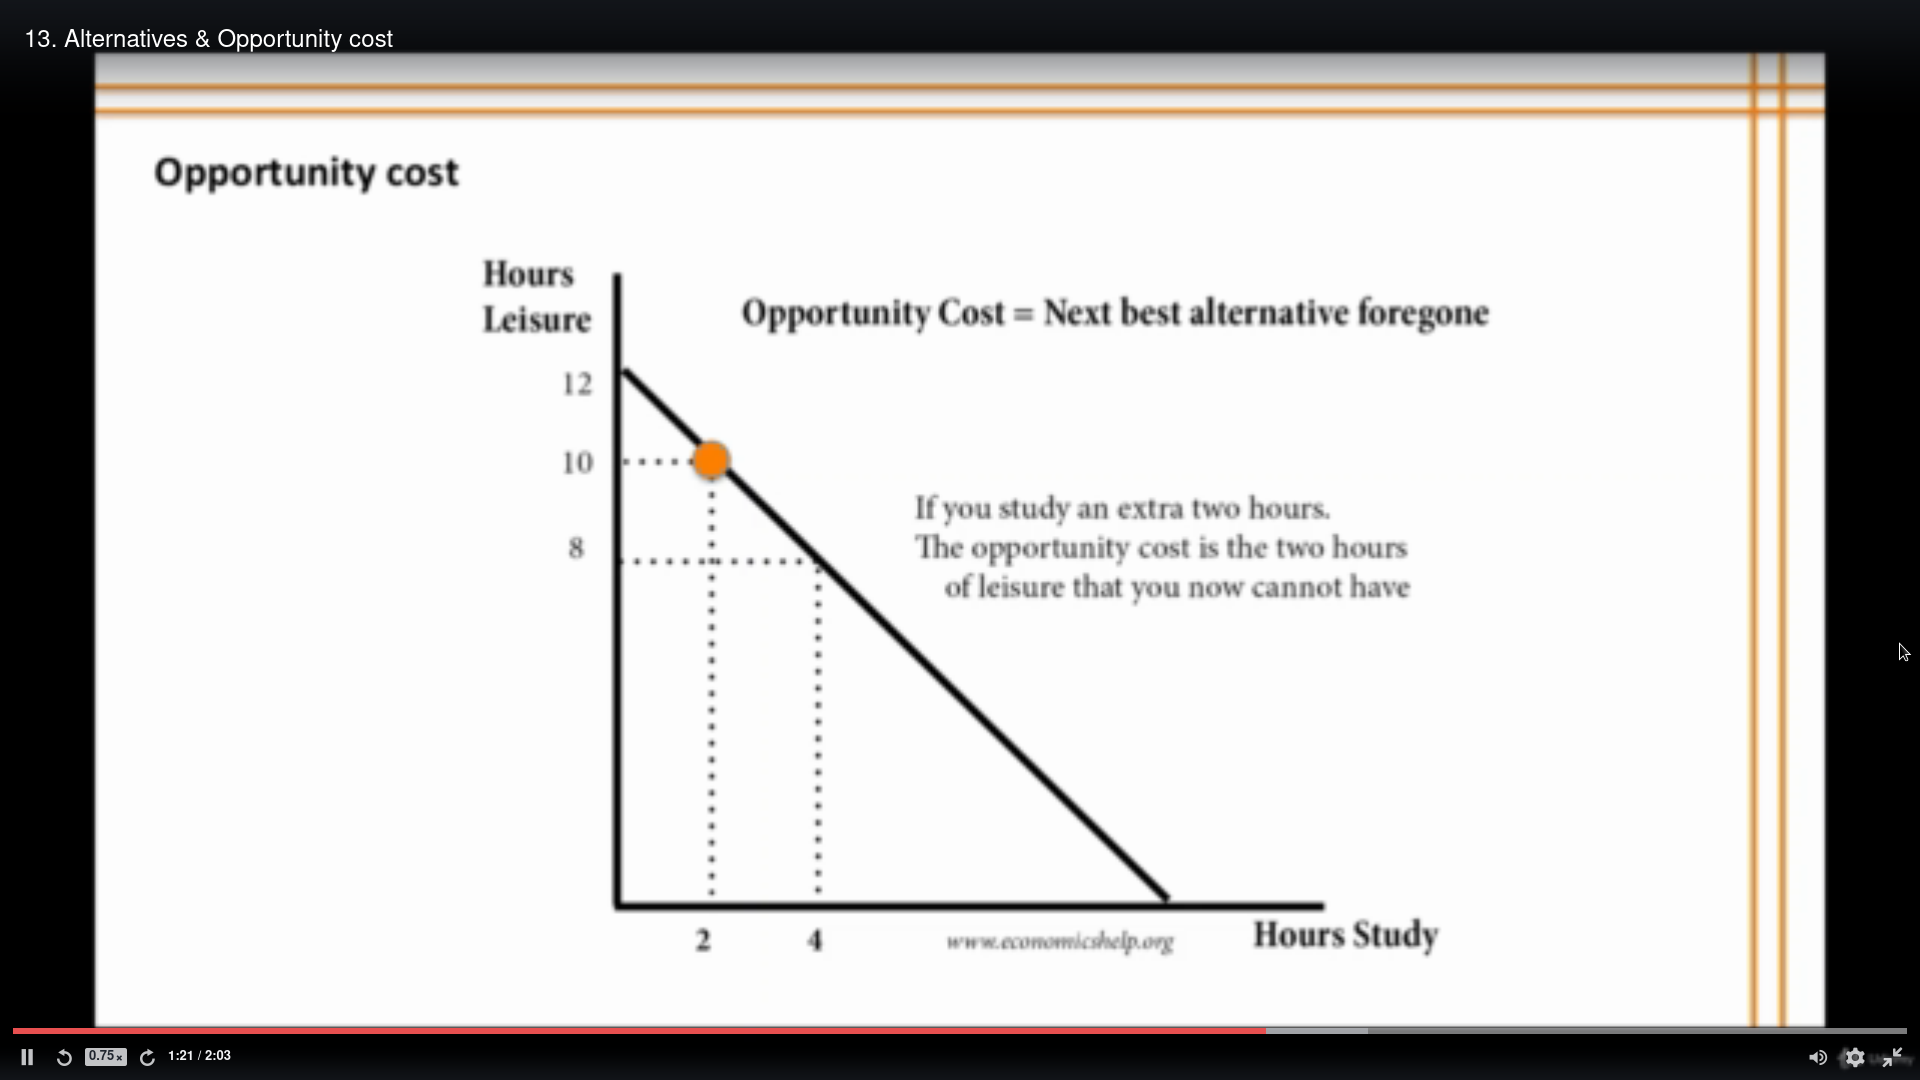 13. Alternatives & Opportunity cost
Opportunity cost
Hours
Leisure
Opportunity Cost = Next best alternative foregone
12
10
8
If you study an extra two hours.
The opportunity cost is the two hours
of leisure that you now cannot have
2
4
www.economicshelp.org
Hours Study
0.75×
1:21 / 2:03